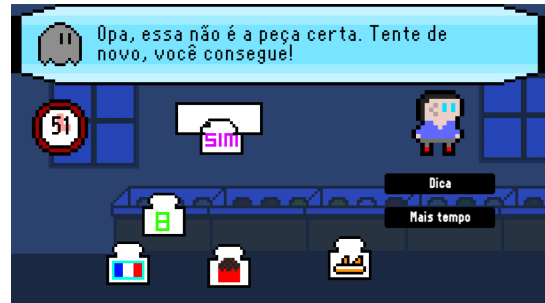 Opa, essa não é a peça certa. Tente de
novo, você consegue!
51
SIM
Dica
8
Mais tempo